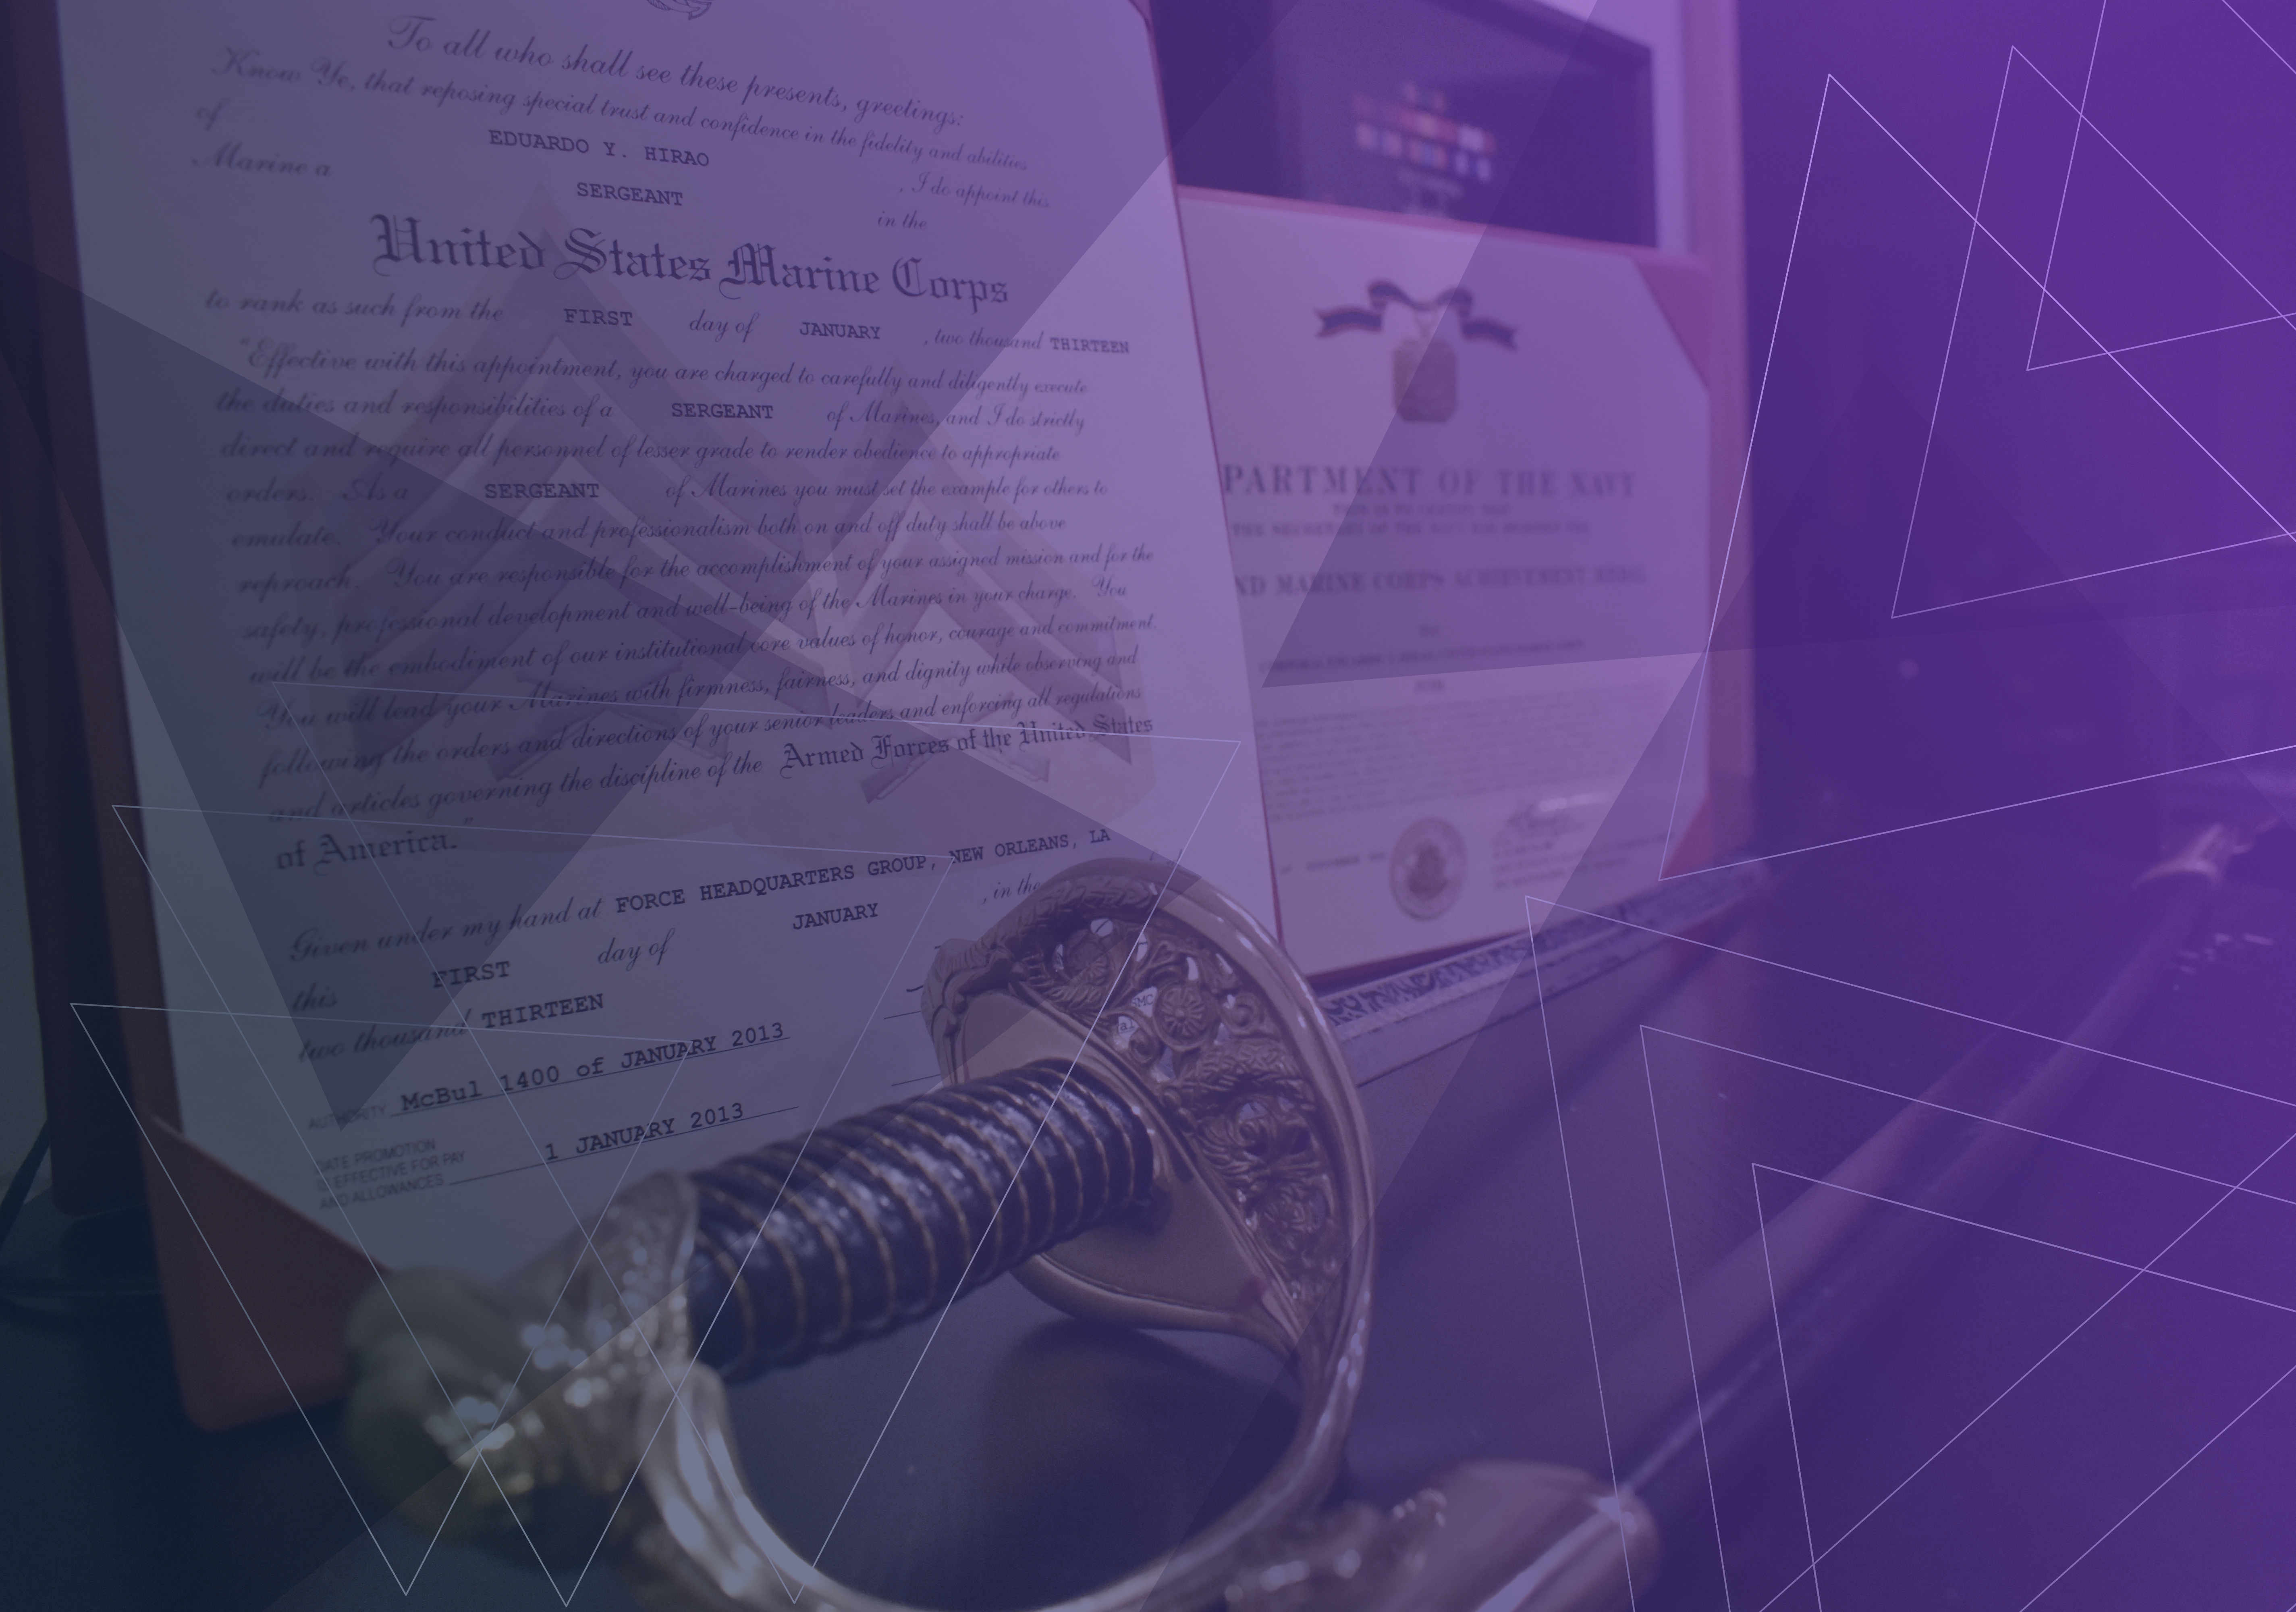 To all who shall see these presents, greetings:
Know Ye, that reposing special trust and confidence in the fidelity and abilities
of EDUARDO Y. HIRAO , I do appoint this
Marine a SERGEANT in the
United States Marine Corps
to rank as such from the FIRST day of JANUARY , two thousand THIRTEEN
"Effective with this appointment, you are charged to carefully and diligently execute
the duties and responsibilities of a SERGEANT of Marines, and I do strictly
direct and require all personnel of lesser grade to render obedience to appropriate
orders. As a SERGEANT of Marines you must set the example for others to
emulate. Your conduct and professionalism both on and off duty shall be above
reproach. You are responsible for the accomplishment of your assigned mission and for the
safety, professional development and well-being of the Marines in your charge. You
will be the embodiment of our institutional core values of honor, courage and commitment.
You will lead your Marines with firmness, fairness, and dignity while observing and
following the orders and directions of your senior leaders and enforcing all regulations
and articles governing the discipline of the Armed Forces of the United States
of America."
Given under my hand at FORCE HEADQUARTERS GROUP, NEW ORLEANS, LA
this FIRST day of JANUARY , in the
two thousand THIRTEEN
AUTHORITY McBul 1400 of JANUARY 2013
DATE PROMOTION
IS EFFECTIVE FOR PAY
AND ALLOWANCES 1 JANUARY 2013
PARTMENT OF THE NAVY
THE SECRETARY OF THE NAVY HAS AWARDED THE
ND MARINE CORPS ACHIEVEMENT MEDAL